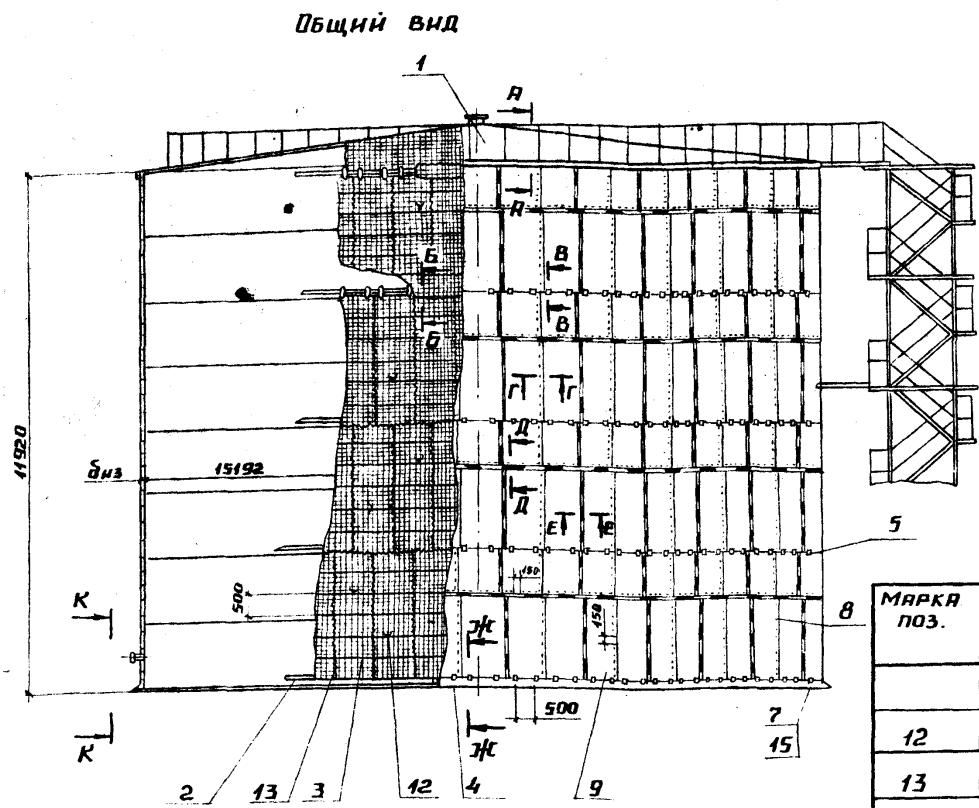 Общий вид
1
А
А
Б
В
Б
В
Г Г
11920
Д
δиз 15192
Д
Е Е
5
500
150
150
МАРКА
ПОЗ.
К
Ж
8
500
7
К
Ж
15
12
2 13 3 12 4 9
13